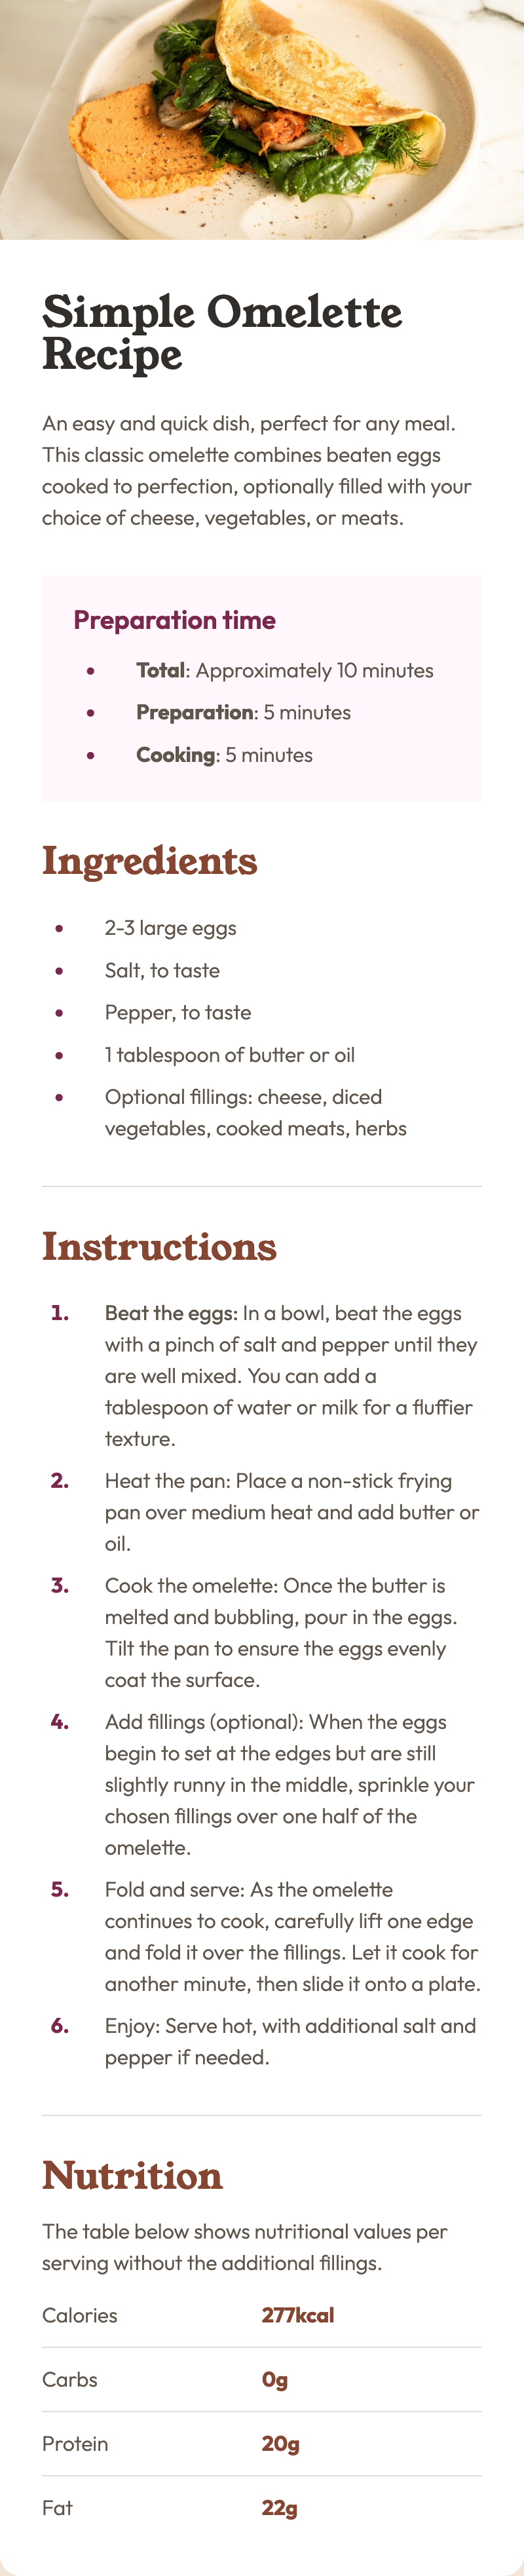 Simple Omelette
Recipe
An easy and quick dish, perfect for any meal.
This classic omelette combines beaten eggs
cooked to perfection, optionally filled with your
choice of cheese, vegetables, or meats.
Preparation time
• Total: Approximately 10 minutes
• Preparation: 5 minutes
• Cooking: 5 minutes
Ingredients
• 2-3 large eggs
• Salt, to taste
• Pepper, to taste
• 1 tablespoon of butter or oil
• Optional fillings: cheese, diced
vegetables, cooked meats, herbs
Instructions
1. Beat the eggs: In a bowl, beat the eggs
with a pinch of salt and pepper until they
are well mixed. You can add a
tablespoon of water or milk for a fluffier
texture.
2. Heat the pan: Place a non-stick frying
pan over medium heat and add butter or
oil.
3. Cook the omelette: Once the butter is
melted and bubbling, pour in the eggs.
Tilt the pan to ensure the eggs evenly
coat the surface.
4. Add fillings (optional): When the eggs
begin to set at the edges but are still
slightly runny in the middle, sprinkle your
chosen fillings over one half of the
omelette.
5. Fold and serve: As the omelette
continues to cook, carefully lift one edge
and fold it over the fillings. Let it cook for
another minute, then slide it onto a plate.
6. Enjoy: Serve hot, with additional salt and
pepper if needed.
Nutrition
The table below shows nutritional values per
serving without the additional fillings.
Calories 277kcal
Carbs 0g
Protein 20g
Fat 22g